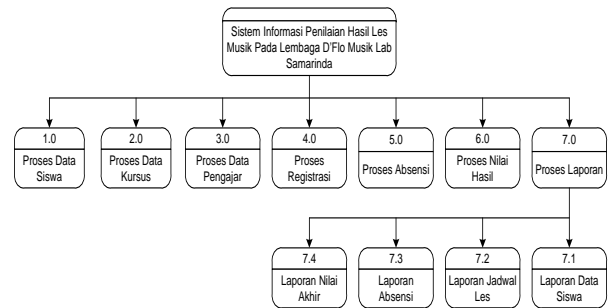 Sistem Informasi Penilaian Hasil Les
Musik Pada Lembaga D'Flo Musik Lab
Samarinda
1.0
Proses Data
Siswa
2.0
Proses Data
Kursus
3.0
Proses Data
Pengajar
4.0
Proses
Registrasi
5.0
Proses Absensi
6.0
Proses Nilai
Hasil
7.0
Proses Laporan
7.4
Laporan Nilai
Akhir
7.3
Laporan
Absensi
7.2
Laporan Jadwal
Les
7.1
Laporan Data
Siswa